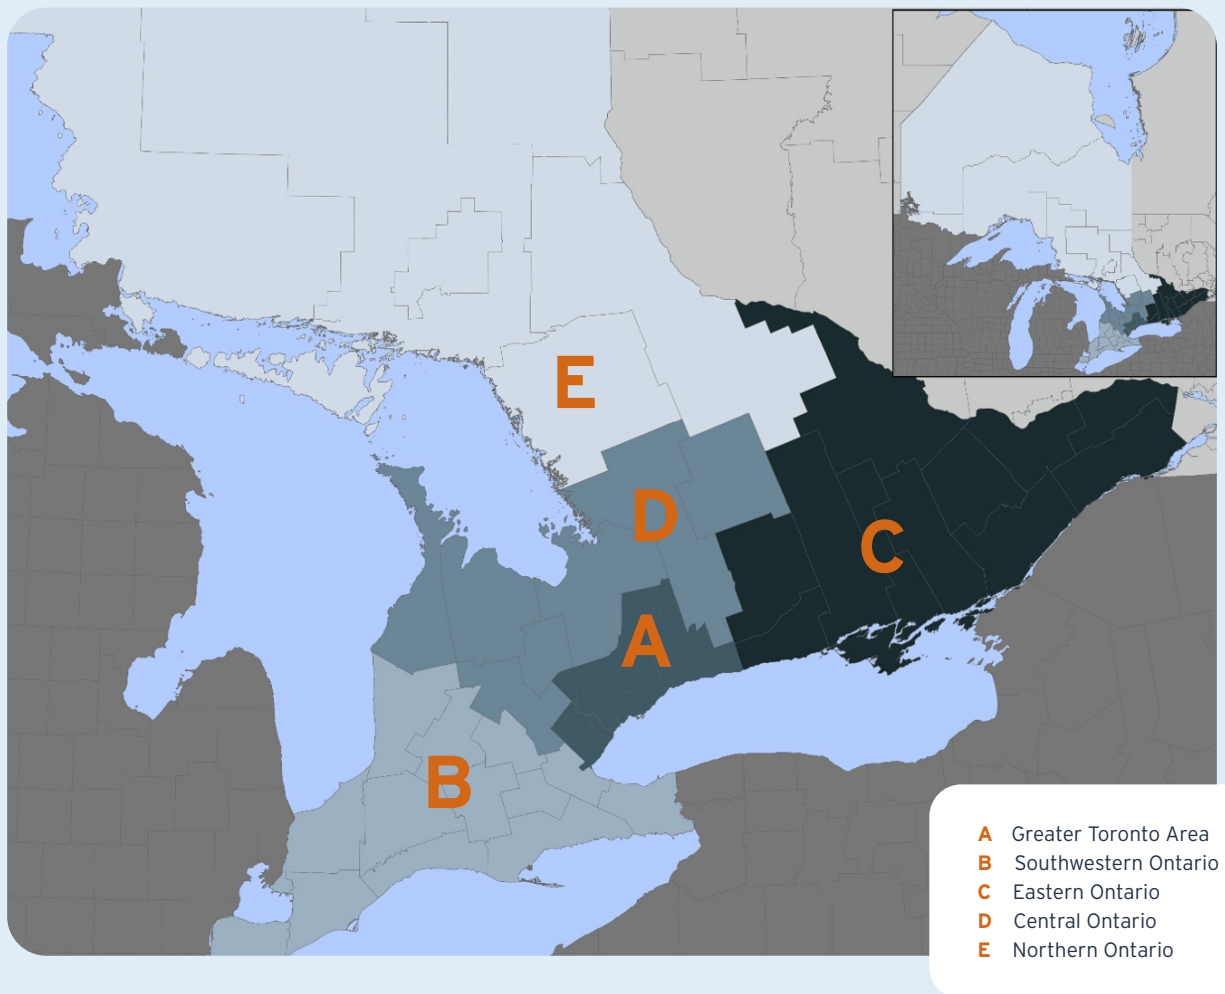 E
D
C
A
B
A Greater Toronto Area
B Southwestern Ontario
C Eastern Ontario
D Central Ontario
E Northern Ontario